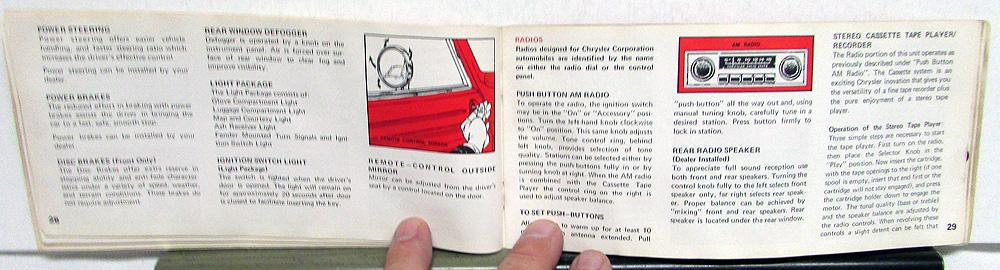 POWER STEERING
Power steering offers easier vehicle
handling, and faster steering ratio which
increases the driver's effective control.
Power steering can be installed by your
dealer.
POWER BRAKES
The reduced effort in braking with power
brakes assists the driver in bringing the
car to a fast, safe, smooth stop.
Power brakes can be installed by your
dealer.
DISC BRAKES (Front Only)
The Disc Brakes offer extra ease in
stopping ability and
under a variety of speed, weather,
and terrain conditions. These brakes do
not require adjustment.
28
REAR WINDOW DEFOGGER
Defogger is operated by a knob on the
instrument panel. Air is forced over
face of rear window to clear fog and
improve visibility.
LIGHT PACKAGE
The Light Package consists of:
Glove Compartment Light
Luggage Compartment Light
Map and Courtesy Light
Ash Receiver Light
Fender Mounted Turn Signals and Igni
tion Switch Light
IGNITION SWITCH LIGHT
(Light Package)
is lighted when the driver's
door is opened. The light will remain on
for approximately 20 seconds after door
is closed to facilitate inserting the key.
REMOTE CONTROL MIRROR
REMOTE-CONTROL OUTSIDE
MIRROR
Mirror can be adjusted from the driver's
seat by a control located on the door.
RADIOS
Radios designed for Chrysler Corporation
automobiles are identified by the name
on either the radio dial or the control
panel.
PUSH BUTTON AM RADIO
To operate the radio, the ignition switch
may be in the "On" or "Accessory" posi-
tions. Turn the left hand knob clockwise
to "On" position. This same knob adjusts
the volume. Tone control ring, behind
left knob, provides selection of tone
quality. Stations can be selected either by
pressing the push buttons fully in or by
turning knob at right. When the AM radio
is combined with the Cassette Tape
Player the control ring on the right is
used to adjust speaker balance.
TO SET PUSH-BUTTONS
to warm up for at least 10
antenna extended. Pull
AM RADIO
"push-button" all the way out and, using
manual tuning knob, carefully tune in a
desired station. Press button firmly to
lock in station.
REAR RADIO SPEAKER
(Dealer Installed)
To appreciate full sound reception use
both front and rear speakers. Turning the
control knob fully to the left selects front
speaker only, far right selects rear speak-
er. Proper balance can be achieved by
"mixing" front and rear speakers. Rear
speaker is located under the rear window.
STEREO CASSETTE TAPE PLAYER/
RECORDER
The Radio portion of this unit operates as
previously described under "Push Button
AM Radio". The Cassette system is an
exciting Chrysler inovation that gives you
the versatility of a fine tape recorder plus
the pure enjoyment of a stereo tape
player.
Operation of the Stereo Tape Player:
Three simple steps are necessary to start
the tape player. First turn on the radio,
then place the Selector Knob in the
"Play" position. Now insert the cartridge,
with the tape openings to the right (if one
spool is empty, insert that end first or the
cartridge will not stay engaged), and press
the cartridge holder down to engage the
motor. The tonal quality (bass or treble)
and the speaker balance are adjusted by
the radio controls. When revolving these
controls a slight detent can be felt that
29